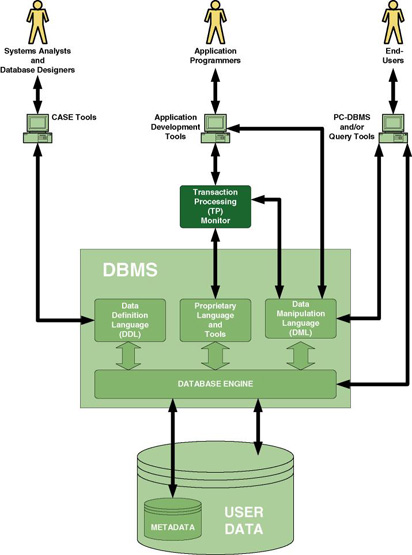 Systems Analysts
and
Database Designers
Application
Programmers
End-
Users
CASE Tools
Application
Development
Tools
PC-DBMS
and/or
Query Tools
Transaction
Processing
(TP)
Monitor
DBMS
Data
Definition
Language
(DDL)
Proprietary
Language
and
Tools
Data
Manipulation
Language
(DML)
DATABASE ENGINE
METADATA
USER
DATA